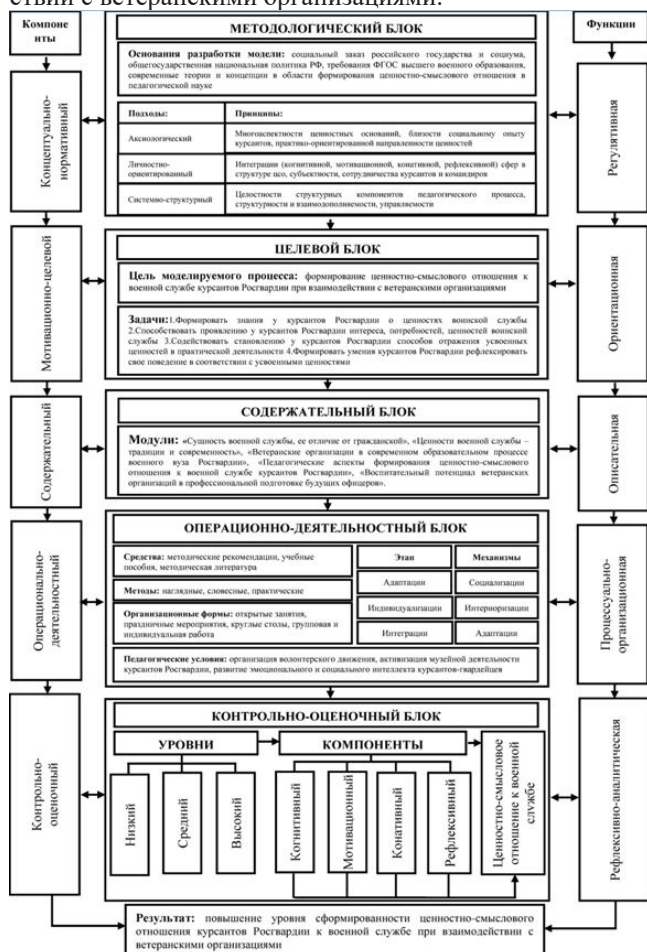 ствии с ветеранскими организациями.
Компоне
нты
МЕТОДОЛОГИЧЕСКИЙ БЛОК
Функции
Основания разработки модели: социальный заказ российского государства и социума,
общегосударственная национальная политика РФ, требования ФГОС высшего военного образования,
современные теории и концепции в области формирования ценностно-смыслового отношения в
педагогической науке
Концептуально-
нормативный
Подходы:
Принципы:
Аксиологический
Многоаспектности ценностных оснований, близости социальному опыту
курсантов, практико-ориентированной направленности ценностей
Личностно-
ориентированный
Интеграции (когнитивной, мотивационной, конативной, рефлексивной) сфер в
структуре цсо, субъектности, сотрудничества курсантов и командиров
Системно-структурный
Целостности структурных компонентов педагогического процесса,
структурности и взаимодополняемости, управляемости
Регулятивная
Мотивационно-целевой
ЦЕЛЕВОЙ БЛОК
Цель моделируемого процесса: формирование ценностно-смыслового отношения к
военной службе курсантов Росгвардии при взаимодействии с ветеранскими организациями
Задачи:1.Формировать знания у курсантов Росгвардии о ценностях воинской службы
2.Способствовать проявлению у курсантов Росгвардии интереса, потребностей, ценностей воинской
службы 3.Содействовать становлению у курсантов Росгвардии способов отражения усвоенных
ценностей в практической деятельности 4.Формировать умения курсантов Росгвардии рефлексировать
свое поведение в соответствии с усвоенными ценностями
Ориентационная
Содержательный
СОДЕРЖАТЕЛЬНЫЙ БЛОК
Модули: «Сущность военной службы, ее отличие от гражданской», «Ценности военной службы –
традиции и современность», «Ветеранские организации в современном образовательном процессе
военного вуза Росгвардии», «Педагогические аспекты формирования ценностно-смыслового
отношения к военной службе курсантов Росгвардии», «Воспитательный потенциал ветеранских
организаций в профессиональной подготовке будущих офицеров».
Описательная
Операционально-
деятельностный
ОПЕРАЦИОННО-ДЕЯТЕЛЬНОСТНЫЙ БЛОК
Средства: методические рекомендации, учебные
пособия, методическая литература
Методы: наглядные, словесные, практические
Организационные формы: открытые занятия,
праздничные мероприятия, круглые столы, групповая и
индивидуальная работа
Этап
Механизмы
Адаптации
Социализации
Индивидуализации
Интериоризации
Интеграции
Адаптации
Педагогические условия: организация волонтерского движения, активизация музейной деятельности
курсантов Росгвардии, развитие эмоционального и социального интеллекта курсантов-гвардейцев
Процессуально-
организационная
Контрольно-
оценочный
КОНТРОЛЬНО-ОЦЕНОЧНЫЙ БЛОК
УРОВНИ
КОМПОНЕНТЫ
Низкий
Средний
Высокий
Когнитивный
Мотивационный
Конативный
Рефлексивный
Ценностно-смысловое
отношение к военной
службе
Рефлексивно-аналитическая
Результат: повышение уровня сформированности ценностно-смыслового
отношения курсантов Росгвардии к военной службе при взаимодействии с
ветеранскими организациями